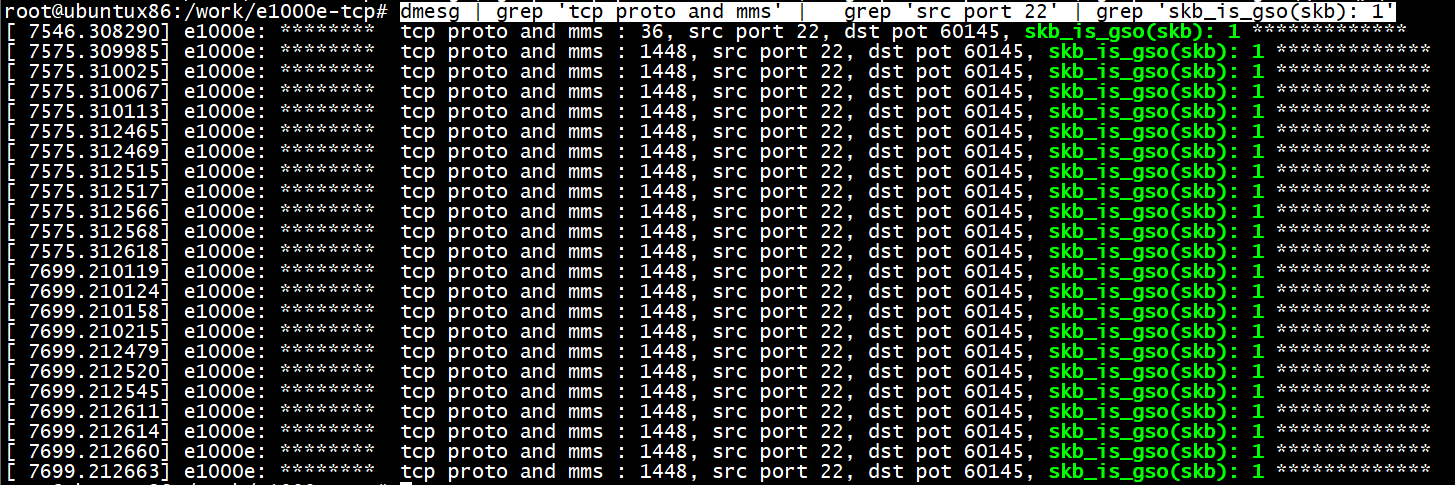 root@ubuntux86:/work/e1000e-tcp# dmesg | grep 'tcp proto and mms' |   grep 'src port 22' | grep 'skb_is_gso(skb): 1'
[ 7546.308290] e1000e: ******** tcp proto and mms : 36, src port 22, dst pot 60145, skb_is_gso(skb): 1 *************
[ 7575.309985] e1000e: ******** tcp proto and mms : 1448, src port 22, dst pot 60145, skb_is_gso(skb): 1 *************
[ 7575.310025] e1000e: ******** tcp proto and mms : 1448, src port 22, dst pot 60145, skb_is_gso(skb): 1 *************
[ 7575.310067] e1000e: ******** tcp proto and mms : 1448, src port 22, dst pot 60145, skb_is_gso(skb): 1 *************
[ 7575.310113] e1000e: ******** tcp proto and mms : 1448, src port 22, dst pot 60145, skb_is_gso(skb): 1 *************
[ 7575.312465] e1000e: ******** tcp proto and mms : 1448, src port 22, dst pot 60145, skb_is_gso(skb): 1 *************
[ 7575.312469] e1000e: ******** tcp proto and mms : 1448, src port 22, dst pot 60145, skb_is_gso(skb): 1 *************
[ 7575.312515] e1000e: ******** tcp proto and mms : 1448, src port 22, dst pot 60145, skb_is_gso(skb): 1 *************
[ 7575.312517] e1000e: ******** tcp proto and mms : 1448, src port 22, dst pot 60145, skb_is_gso(skb): 1 *************
[ 7575.312566] e1000e: ******** tcp proto and mms : 1448, src port 22, dst pot 60145, skb_is_gso(skb): 1 *************
[ 7575.312568] e1000e: ******** tcp proto and mms : 1448, src port 22, dst pot 60145, skb_is_gso(skb): 1 *************
[ 7575.312618] e1000e: ******** tcp proto and mms : 1448, src port 22, dst pot 60145, skb_is_gso(skb): 1 *************
[ 7699.210119] e1000e: ******** tcp proto and mms : 1448, src port 22, dst pot 60145, skb_is_gso(skb): 1 *************
[ 7699.210124] e1000e: ******** tcp proto and mms : 1448, src port 22, dst pot 60145, skb_is_gso(skb): 1 *************
[ 7699.210158] e1000e: ******** tcp proto and mms : 1448, src port 22, dst pot 60145, skb_is_gso(skb): 1 *************
[ 7699.210215] e1000e: ******** tcp proto and mms : 1448, src port 22, dst pot 60145, skb_is_gso(skb): 1 *************
[ 7699.212479] e1000e: ******** tcp proto and mms : 1448, src port 22, dst pot 60145, skb_is_gso(skb): 1 *************
[ 7699.212520] e1000e: ******** tcp proto and mms : 1448, src port 22, dst pot 60145, skb_is_gso(skb): 1 *************
[ 7699.212545] e1000e: ******** tcp proto and mms : 1448, src port 22, dst pot 60145, skb_is_gso(skb): 1 *************
[ 7699.212611] e1000e: ******** tcp proto and mms : 1448, src port 22, dst pot 60145, skb_is_gso(skb): 1 *************
[ 7699.212614] e1000e: ******** tcp proto and mms : 1448, src port 22, dst pot 60145, skb_is_gso(skb): 1 *************
[ 7699.212660] e1000e: ******** tcp proto and mms : 1448, src port 22, dst pot 60145, skb_is_gso(skb): 1 *************
[ 7699.212663] e1000e: ******** tcp proto and mms : 1448, src port 22, dst pot 60145, skb_is_gso(skb): 1 *************